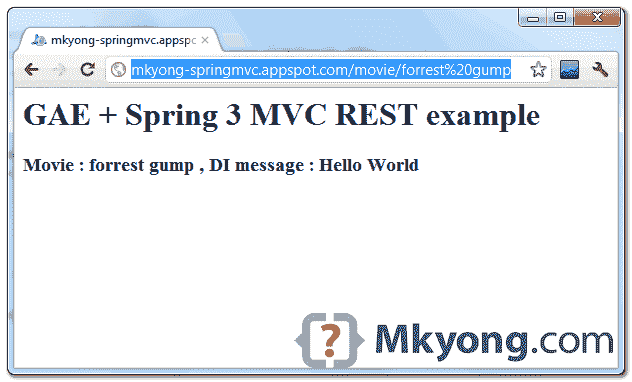 mkyong-springmvc.appspc
mkyong-springmvc.appspot.com/movie/forrest%20gump
GAE + Spring 3 MVC REST example
Movie : forrest gump , DI message : Hello World
{?} Mkyong.com